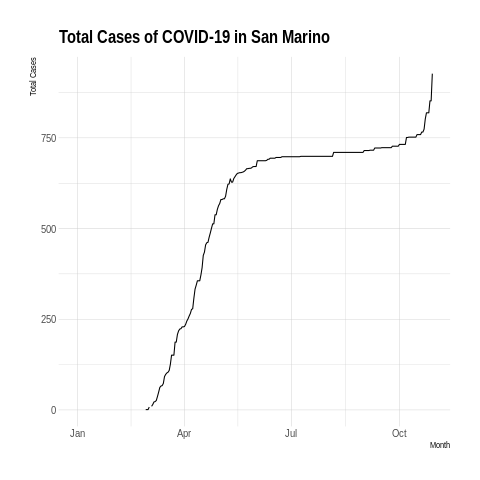 Total Cases of COVID-19 in San Marino
Total Cases
750
500
250
0
Jan Apr Jul Oct
Month